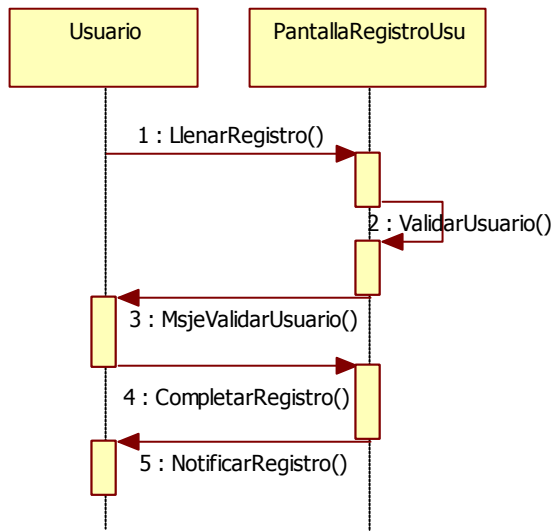 Usuario
PantallaRegistroUsu
1 : LlenarRegistro()
2 : ValidarUsuario()
3 : MsjeValidarUsuario()
4 : CompletarRegistro()
5 : NotificarRegistro()